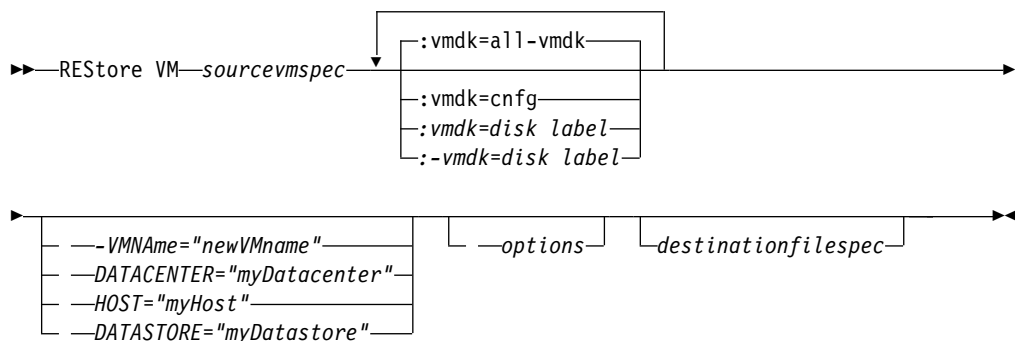 :vmdk=all-vmdk
REStore VM sourcevmspec
:vmdk=cnfg
:vmdk=disk label
:-vmdk=disk label
-VMNAme="newVMname"
options
destinationfilespec
DATACENTER="myDatacenter"
HOST="myHost"
DATASTORE="myDatastore"